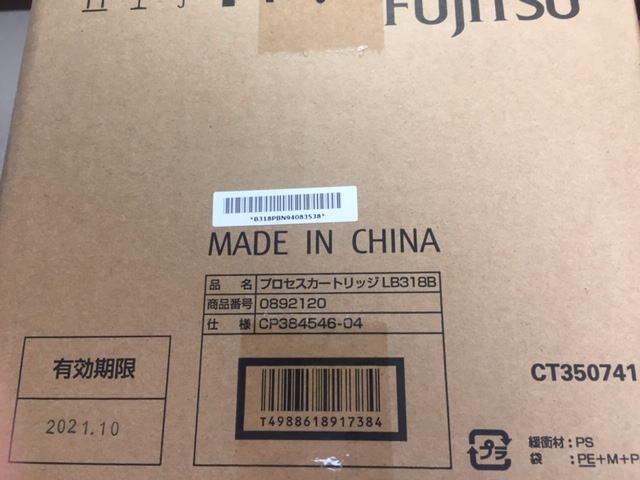 FUJITSU
*B318PBN94083538*
MADE IN CHINA
品 名 プロセスカートリッジ LB318B
商品番号 0892120
仕 様 CP384546-04
有効期限
2021.10
T4988618917384
CT350741
プラ
緩衝材:PS
袋 :PE+M+P